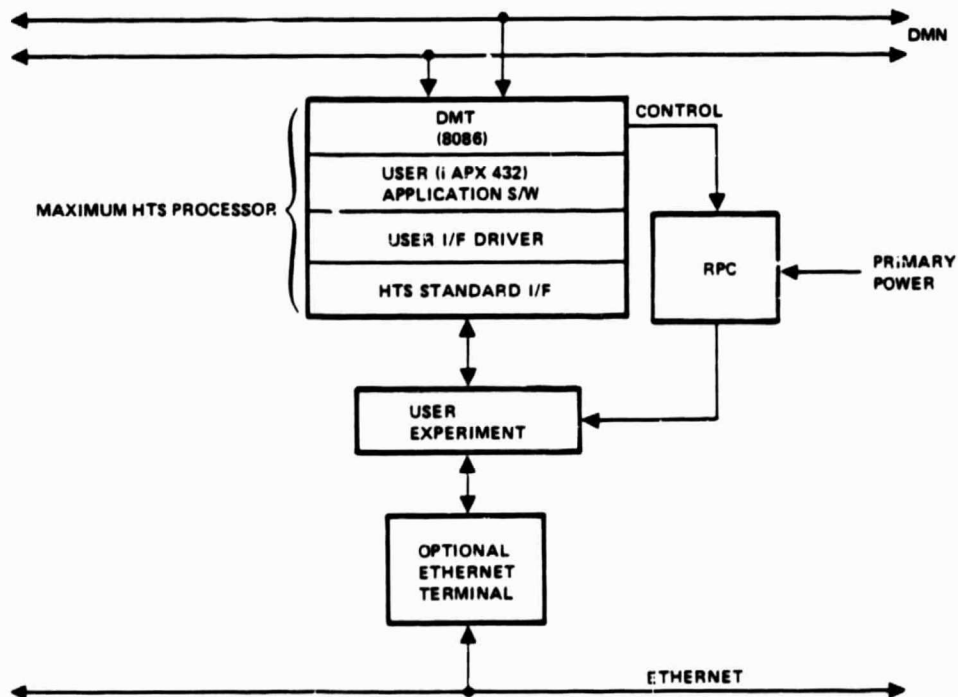 DMN
DMT
(8086)
CONTROL
USER (i APX 432)
APPLICATION S/W
MAXIMUM HTS PROCESSOR
USER I/F DRIVER
HTS STANDARD I/F
RPC
PRIMARY
POWER
USER
EXPERIMENT
OPTIONAL
ETHERNET
TERMINAL
ETHERNET